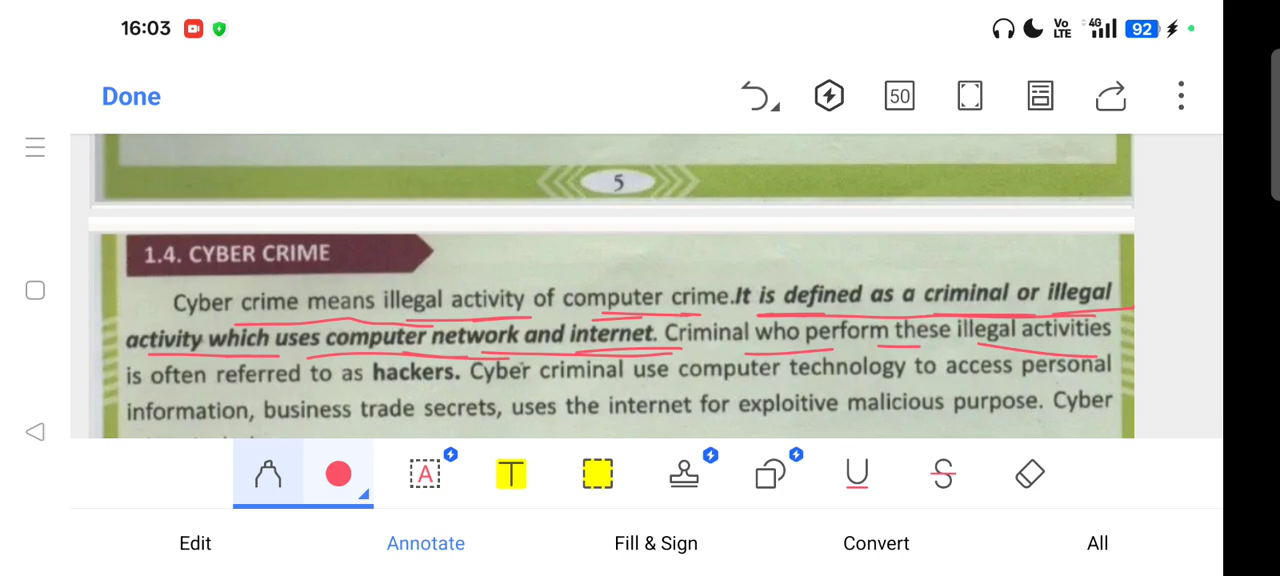 16:03 Vo LTE 4G 92
Done 50
5
1.4. CYBER CRIME
Cyber crime means illegal activity of computer crime.It is defined as a criminal or illegal
activity which uses computer network and internet. Criminal who perform these illegal activities
is often referred to as hackers. Cyber criminal use computer technology to access personal
information, business trade secrets, uses the internet for exploitive malicious purpose. Cyber
A T U S
Edit Annotate Fill & Sign Convert All